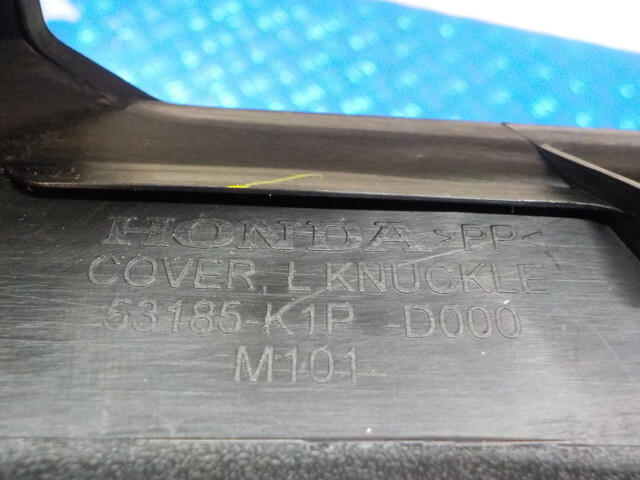 HONDA >PP<
COVER, L KNUCKLE
53185-K1P -D000
M101